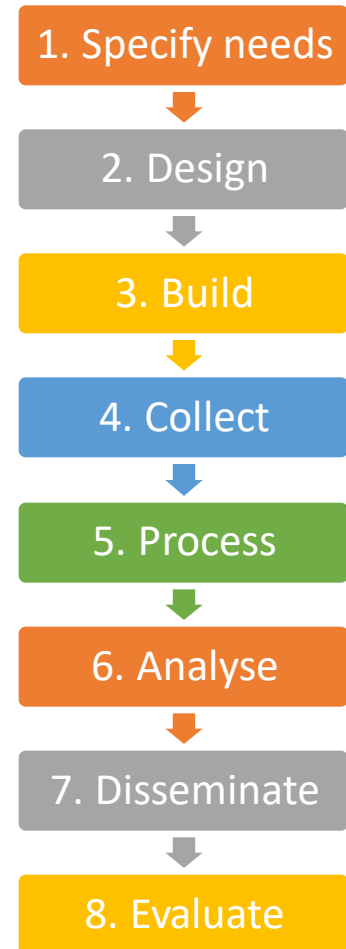 1. Specify needs
2. Design
3. Build
4. Collect
5. Process
6. Analyse
7. Disseminate
8. Evaluate